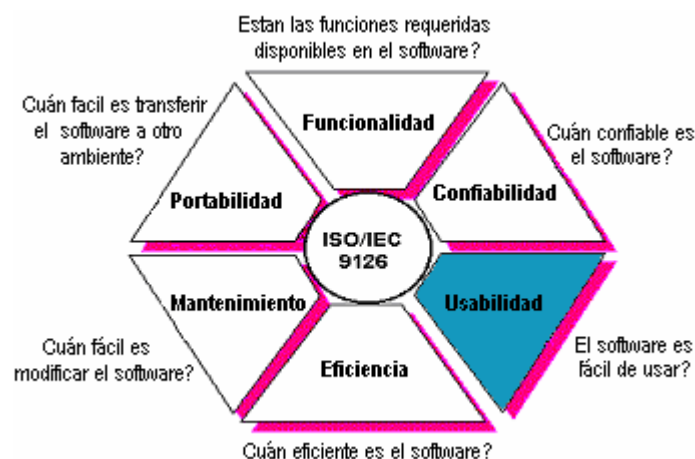 Estan las funciones requeridas
disponibles en el software?
Cuán facil es transferir
el software a otro
ambiente?
Funcionalidad
Cuán confiable es
el software?
Portabilidad
Confiabilidad
ISO/IEC
9126
Mantenimiento
Usabilidad
Cuán fácil es
modificar el software?
Eficiencia
El software es
fácil de usar?
Cuán eficiente es el software?